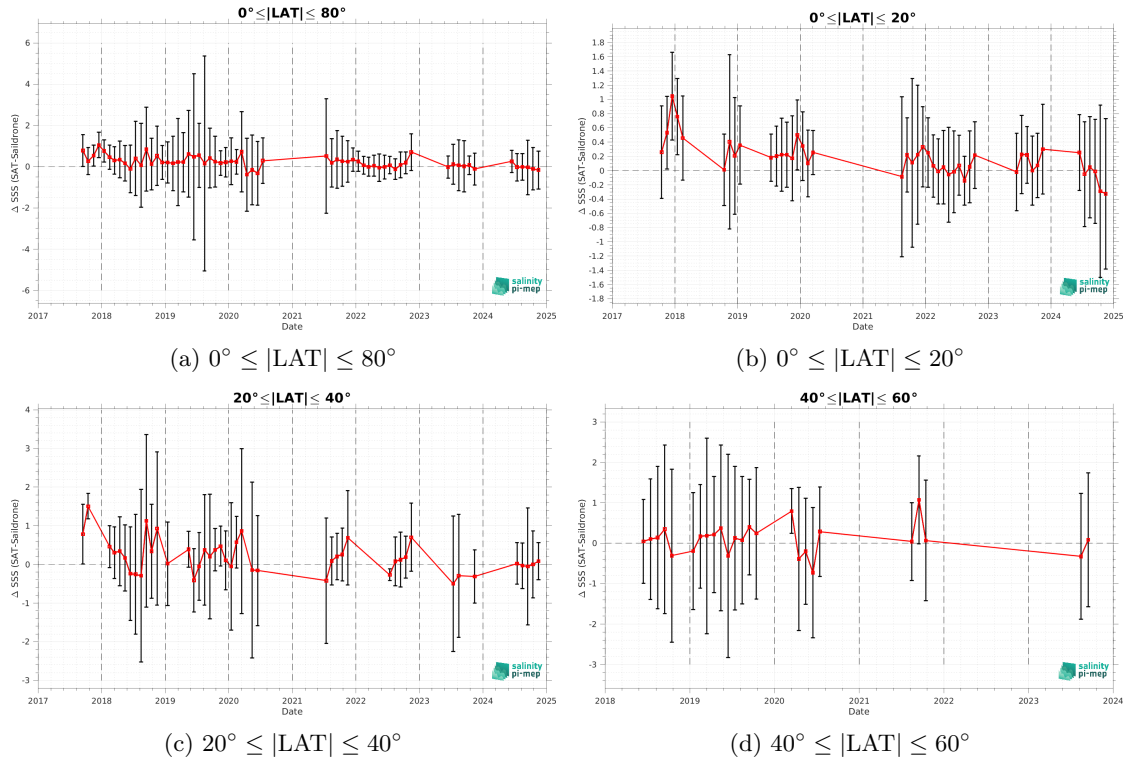 0°≤|LAT|≤ 80°
Δ SSS (SAT-Saildrone)
6
4
2
0
-2
-4
-6
2017 2018 2019 2020 2021 2022 2023 2024 2025
Date
salinity
pi-mep
(a) 0° ≤ |LAT| ≤ 80°
0°≤|LAT|≤ 20°
Δ SSS (SAT-Saildrone)
1.8
1.6
1.4
1.2
1
0.8
0.6
0.4
0.2
0
-0.2
-0.4
-0.6
-0.8
-1
-1.2
-1.4
-1.6
-1.8
2017 2018 2019 2020 2021 2022 2023 2024 2025
Date
salinity
pi-mep
(b) 0° ≤ |LAT| ≤ 20°
20°≤|LAT|≤ 40°
Δ SSS (SAT-Saildrone)
4
3
2
1
0
-1
-2
-3
2017 2018 2019 2020 2021 2022 2023 2024 2025
Date
salinity
pi-mep
(c) 20° ≤ |LAT| ≤ 40°
40°≤|LAT|≤ 60°
Δ SSS (SAT-Saildrone)
3
2
1
0
-1
-2
-3
2018 2019 2020 2021 2022 2023 2024
Date
salinity
pi-mep
(d) 40° ≤ |LAT| ≤ 60°